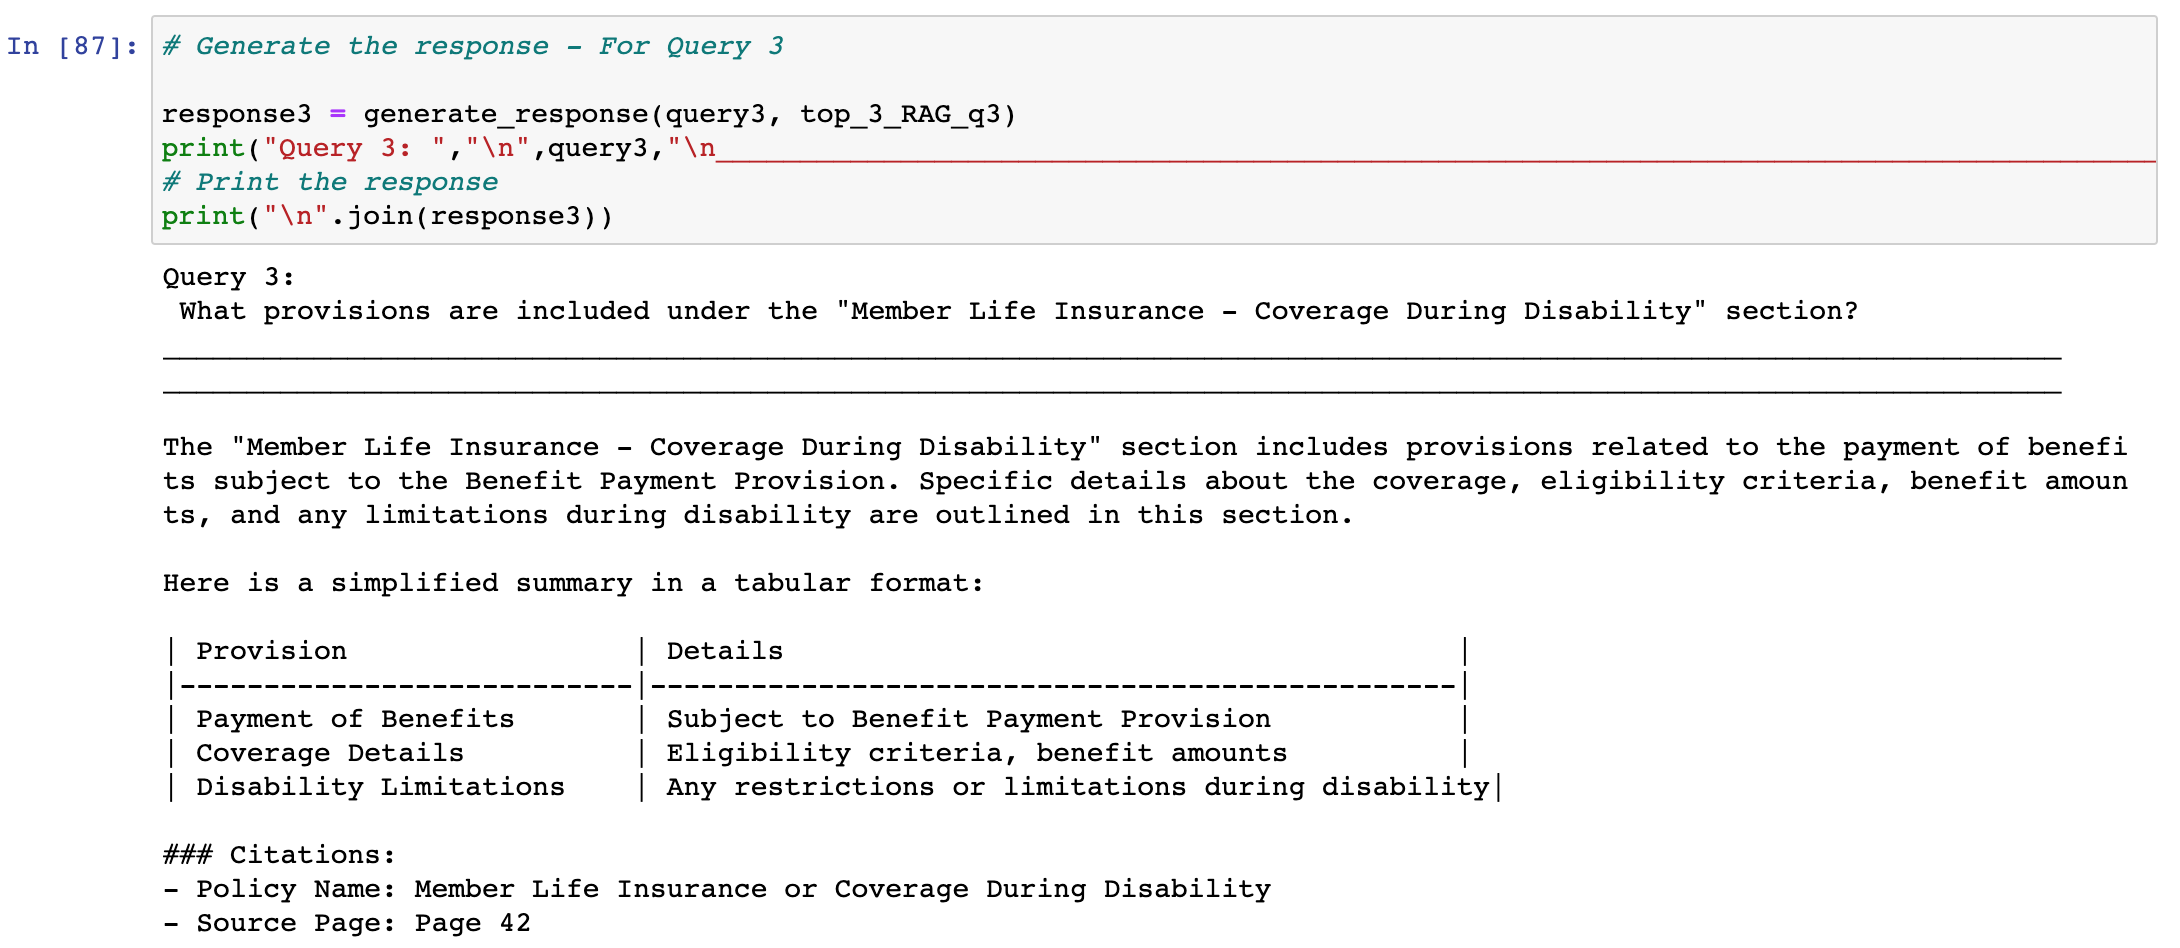 In [87]: # Generate the response - For Query 3
response3 = generate_response(query3, top_3_RAG_q3)
print("Query 3: ","\n",query3,"\n______________________________________________________________________________________
# Print the response
print("\n".join(response3))
Query 3:
What provisions are included under the "Member Life Insurance - Coverage During Disability" section?
_________________________________________________________________________________________________________________
_________________________________________________________________________________________________________________
The "Member Life Insurance - Coverage During Disability" section includes provisions related to the payment of benefi
ts subject to the Benefit Payment Provision. Specific details about the coverage, eligibility criteria, benefit amoun
ts, and any limitations during disability are outlined in this section.
Here is a simplified summary in a tabular format:
| Provision                 | Details                                        |
|---------------------------|------------------------------------------------|
| Payment of Benefits       | Subject to Benefit Payment Provision           |
| Coverage Details          | Eligibility criteria, benefit amounts          |
| Disability Limitations    | Any restrictions or limitations during disability|
### Citations:
- Policy Name: Member Life Insurance or Coverage During Disability
- Source Page: Page 42